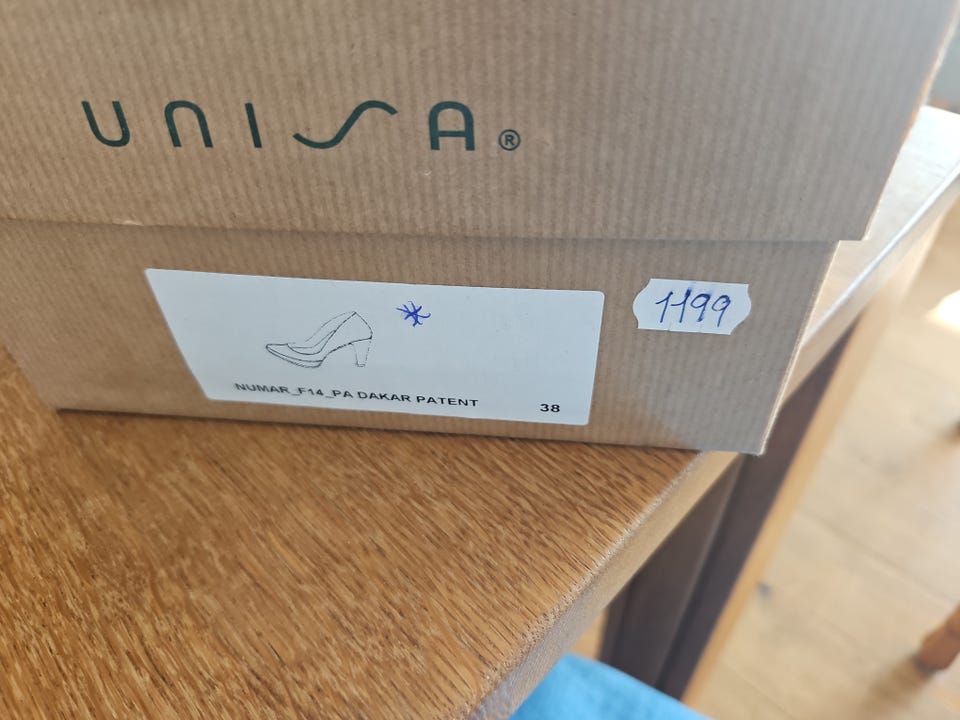 UNISA®
1199
NUMAR_F14_PA DAKAR PATENT 38